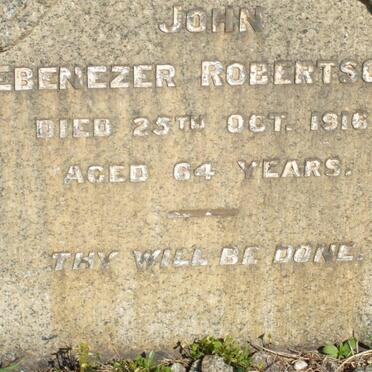 JOHN
EBENEZER ROBERTSO
DIED 25TH OCT. 1916
AGED 64 YEARS.
THY WILL BE DONE.